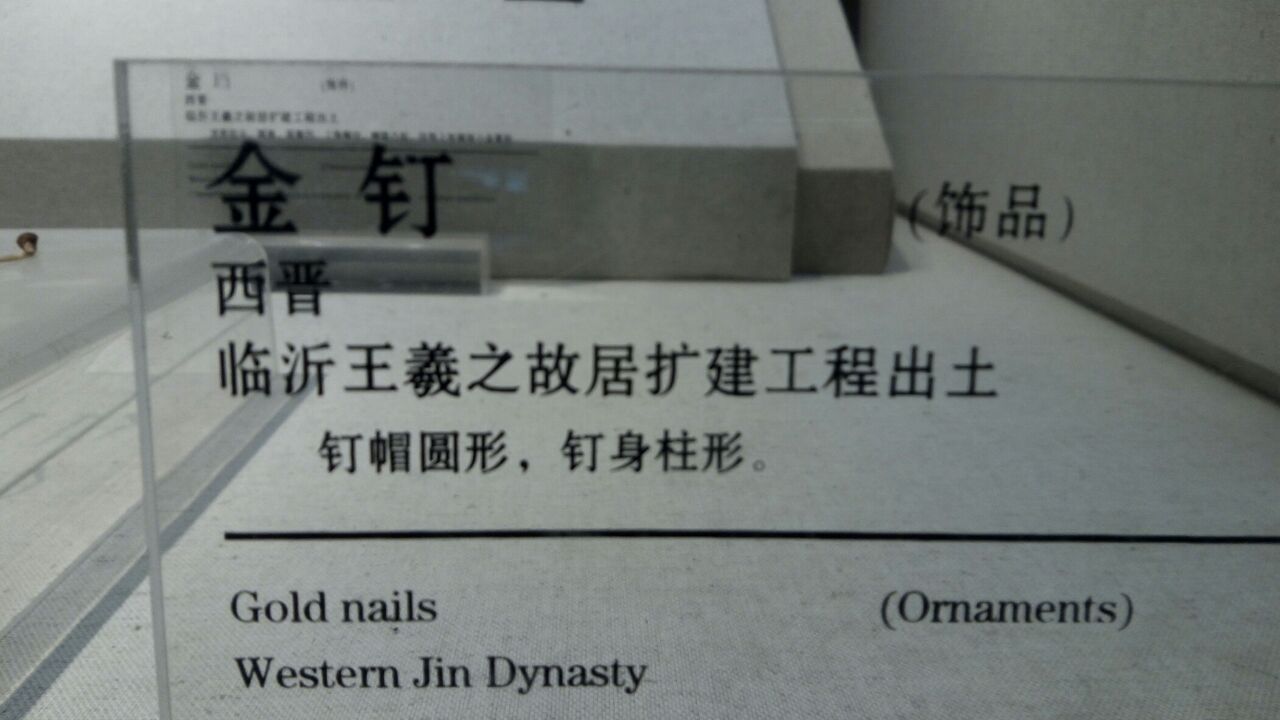 金钉 (饰品)
西晋
临沂王羲之故居扩建工程出土
钉帽圆形，钉身柱形。
Gold nails (Ornaments)
Western Jin Dynasty